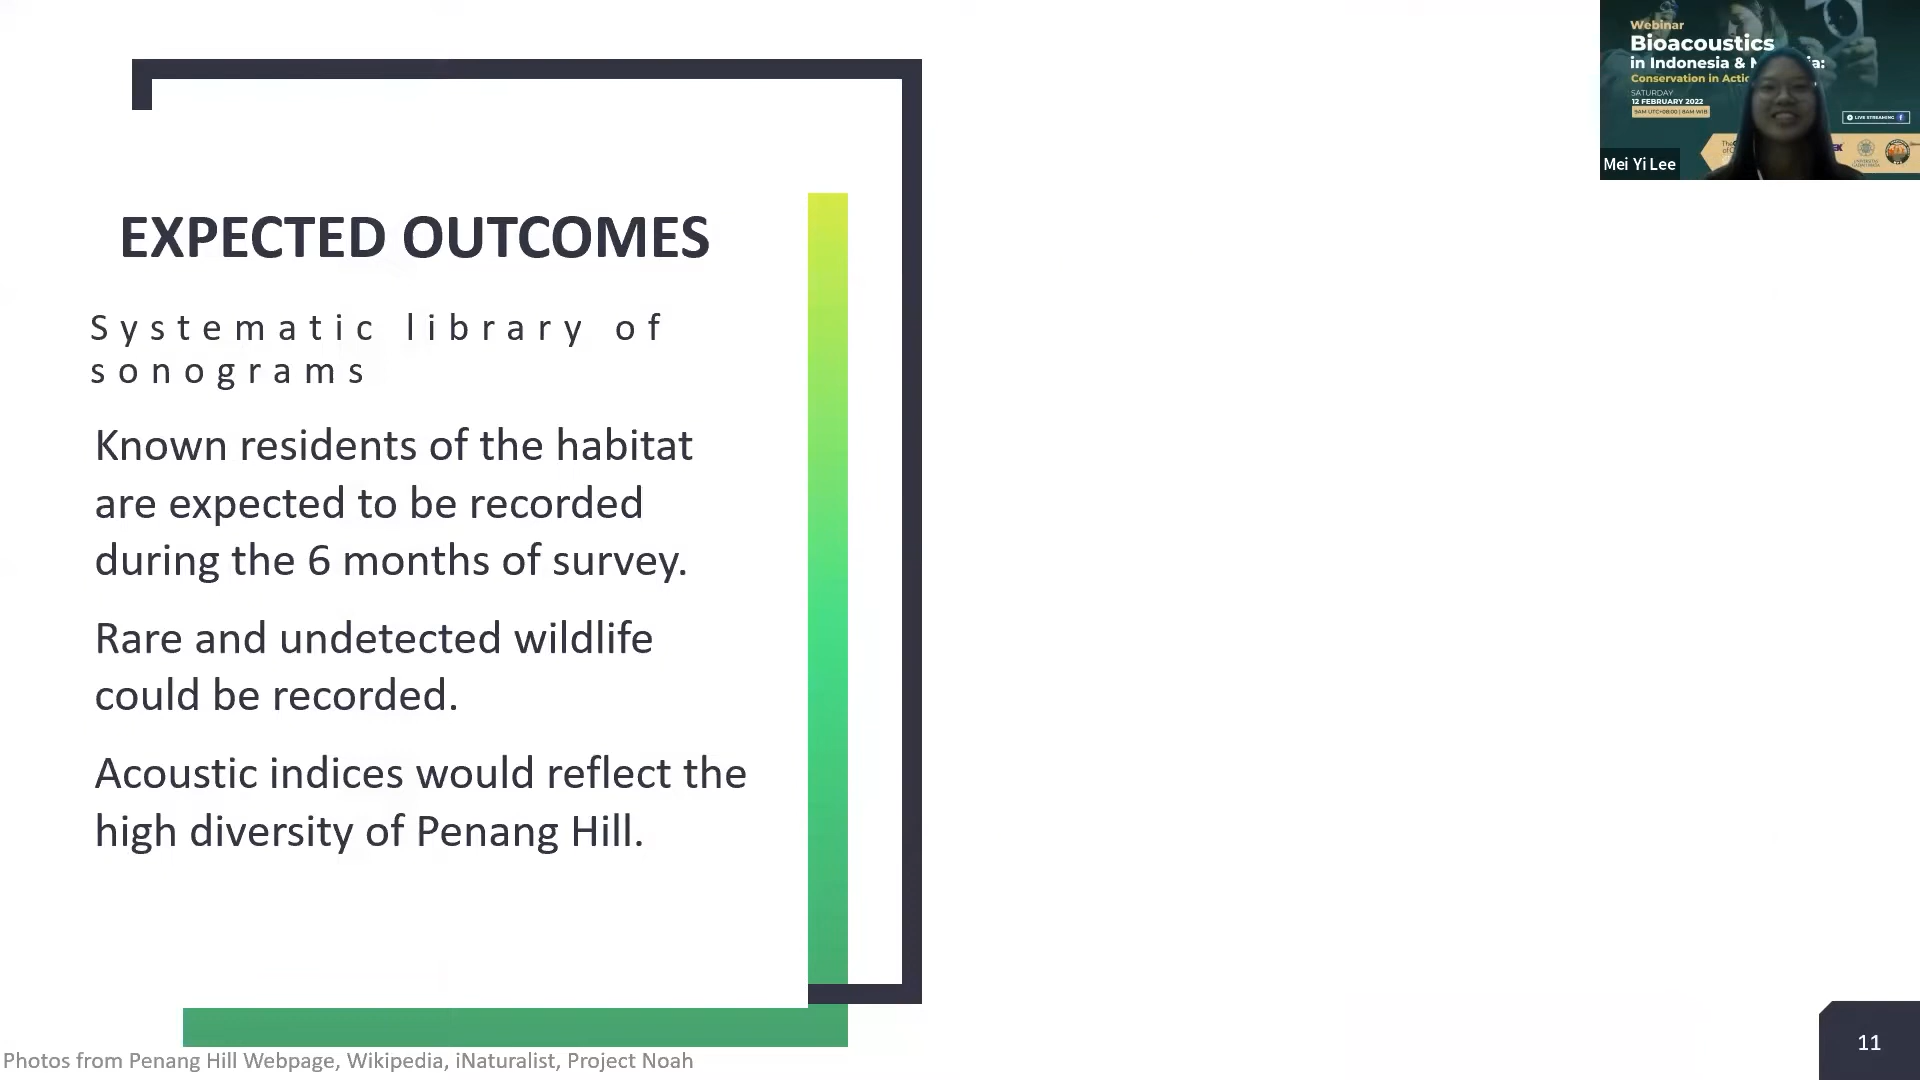 EXPECTED OUTCOMES
Systematic library of
sonograms
Known residents of the habitat
are expected to be recorded
during the 6 months of survey.
Rare and undetected wildlife
could be recorded.
Acoustic indices would reflect the
high diversity of Penang Hill.
Photos from Penang Hill Webpage, Wikipedia, iNaturalist, Project Noah
11
Webinar
Bioacoustics
in Indonesia &
Conservation in
SATURDAY
12 FEBRUARY 2022
LIVE STREAMING
Mei Yi Lee